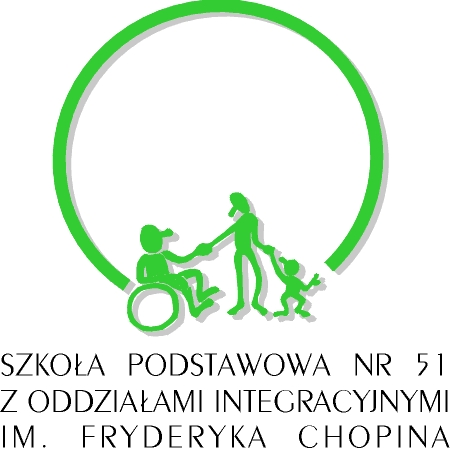 SZKOŁA PODSTAWOWA NR 51
Z ODDZIAŁAMI INTEGRACYJNYMI
IM. FRYDERYKA CHOPINA